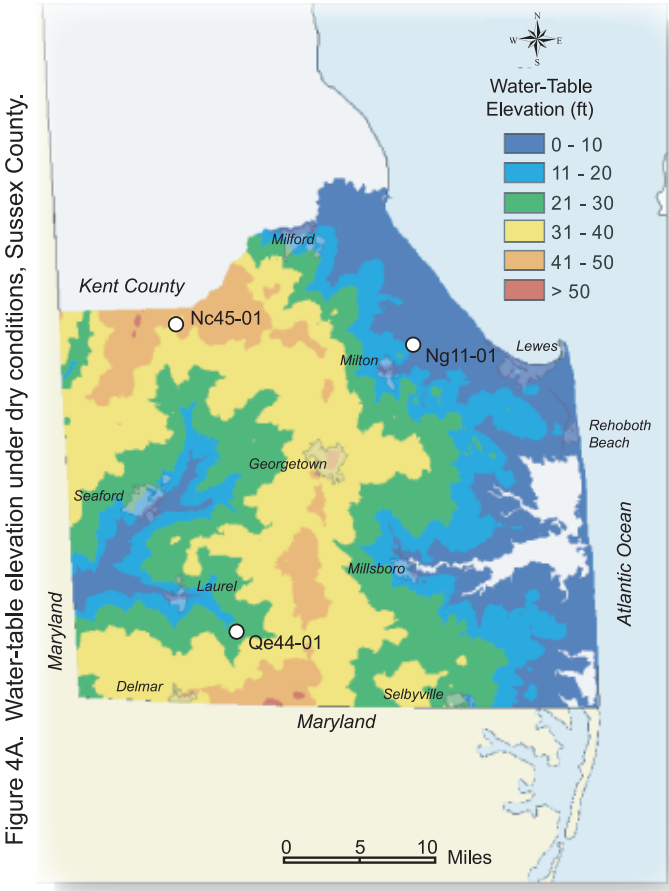 Figure 4A. Water-table elevation under dry conditions, Sussex County.
N
W E
S
Water-Table
Elevation (ft)
0 - 10
11 - 20
21 - 30
31 - 40
41 - 50
> 50
Milford
Kent County
Nc45-01
Ng11-01
Lewes
Milton
Rehoboth
Beach
Georgetown
Seaford
Atlantic Ocean
Millsboro
Laurel
Maryland
Qe44-01
Delmar
Selbyville
Maryland
0 5 10 Miles